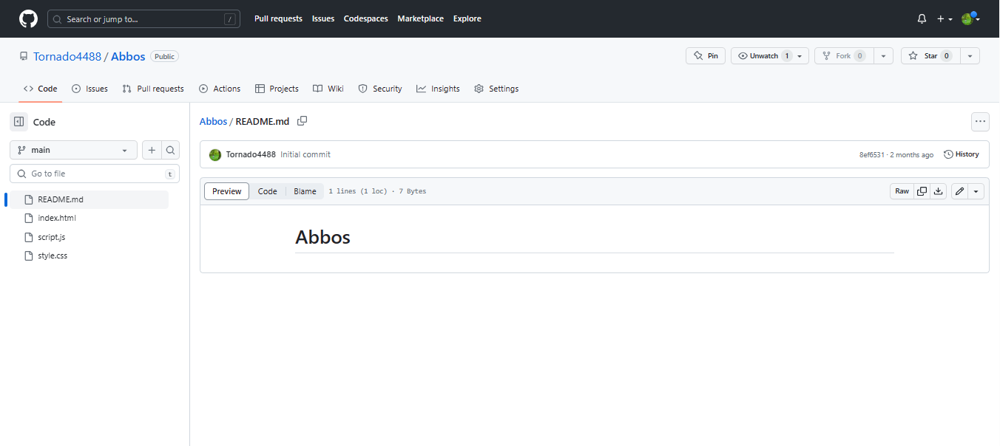 Search or jump to... /
Pull requests Issues Codespaces Marketplace Explore
Tornado4488 / Abbos Public
Pin Unwatch 1 Fork 0 Star 0
Code Issues Pull requests Actions Projects Wiki Security Insights Settings
Code
main
Go to file t
README.md
index.html
script.js
style.css
Abbos / README.md
Tornado4488 Initial commit 8ef6531 · 2 months ago History
Preview Code Blame 1 lines (1 loc) · 7 Bytes Raw
Abbos